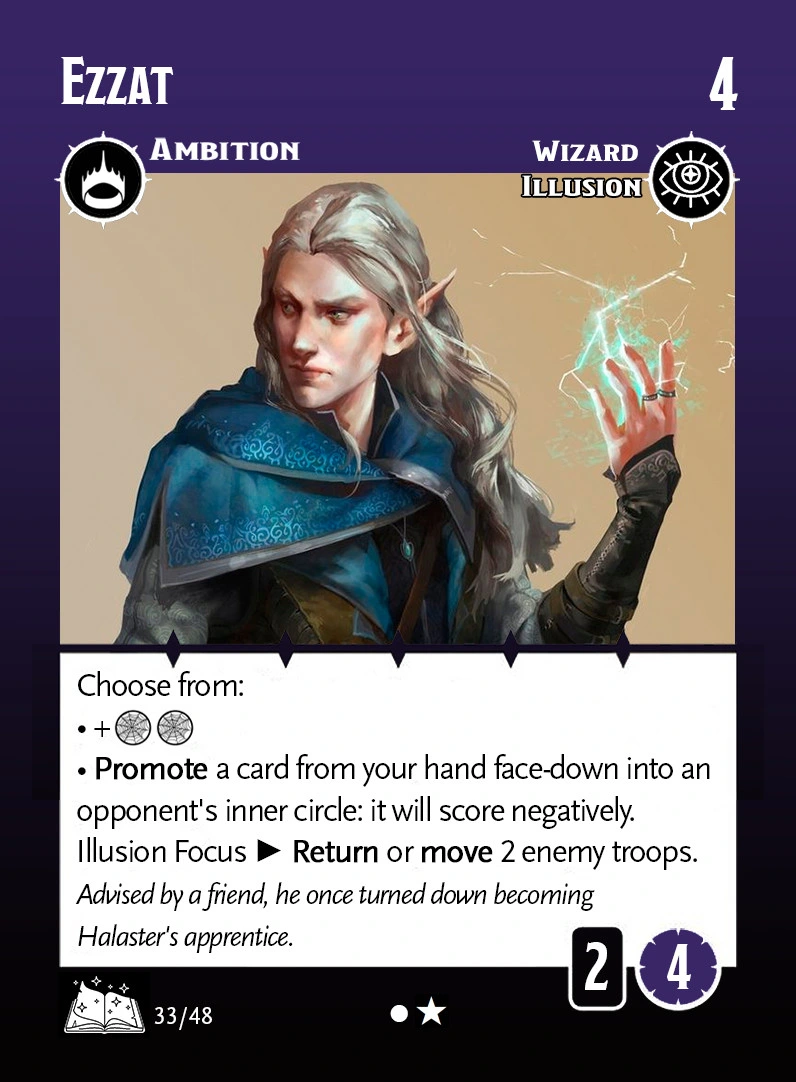 Ezzat 4
Ambition
Wizard
Illusion
Choose from:
• +
• Promote a card from your hand face-down into an
opponent's inner circle: it will score negatively.
Illusion Focus ► Return or move 2 enemy troops.
Advised by a friend, he once turned down becoming
Halaster's apprentice.
2 4
33/48